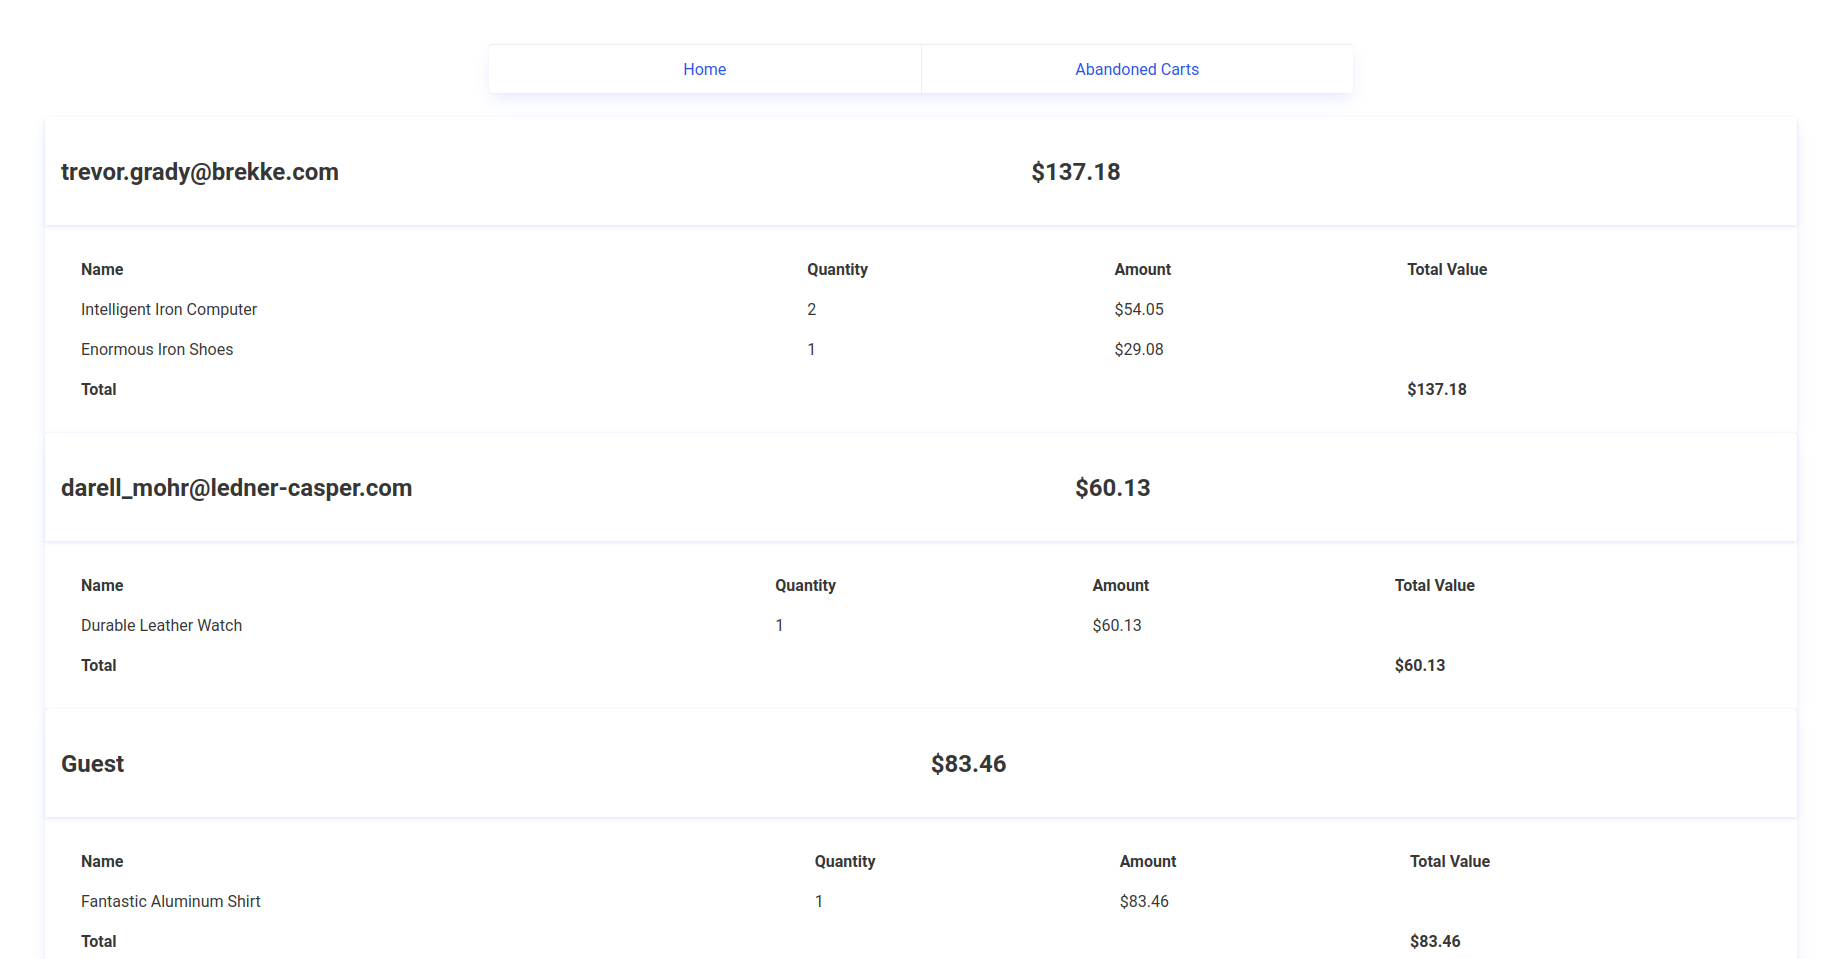 Home Abandoned Carts
trevor.grady@brekke.com $137.18
Name Quantity Amount Total Value
Intelligent Iron Computer 2 $54.05
Enormous Iron Shoes 1 $29.08
Total $137.18
darell_mohr@ledner-casper.com $60.13
Name Quantity Amount Total Value
Durable Leather Watch 1 $60.13
Total $60.13
Guest $83.46
Name Quantity Amount Total Value
Fantastic Aluminum Shirt 1 $83.46
Total $83.46